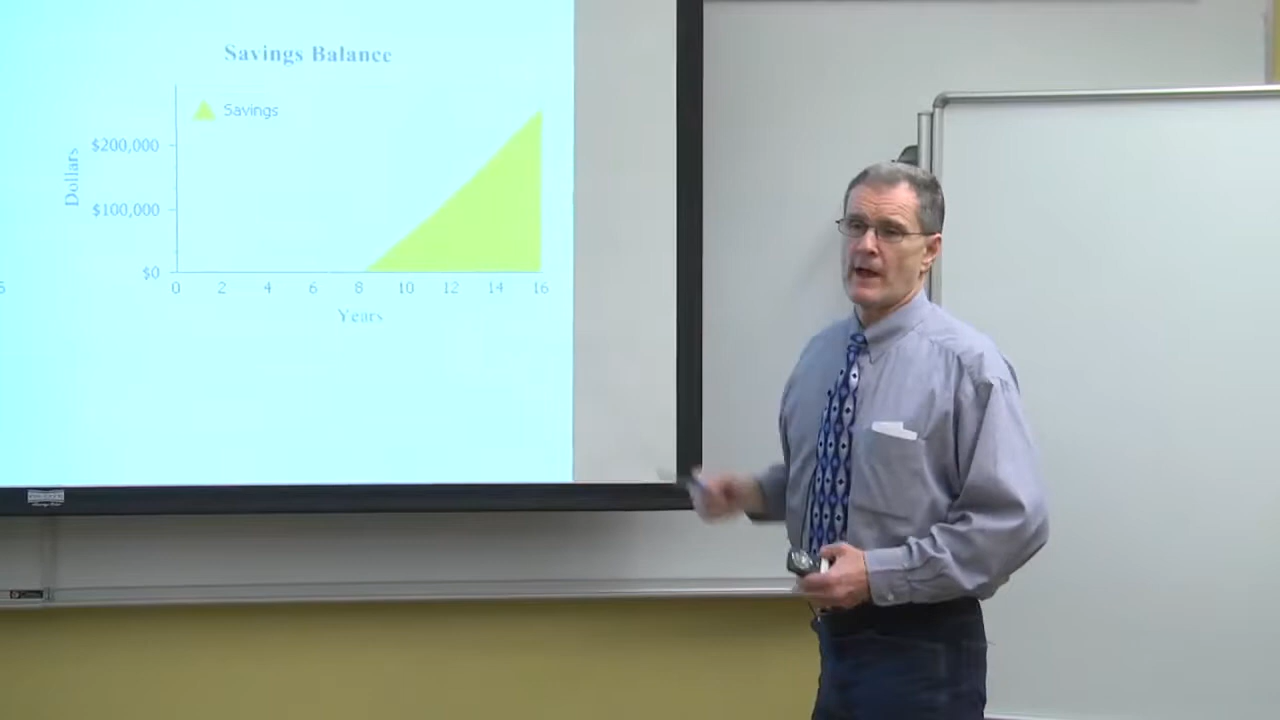 Savings Balance
Savings
$200,000
$100,000
$0
Dollars
0 2 4 6 8 10 12 14 16
Years